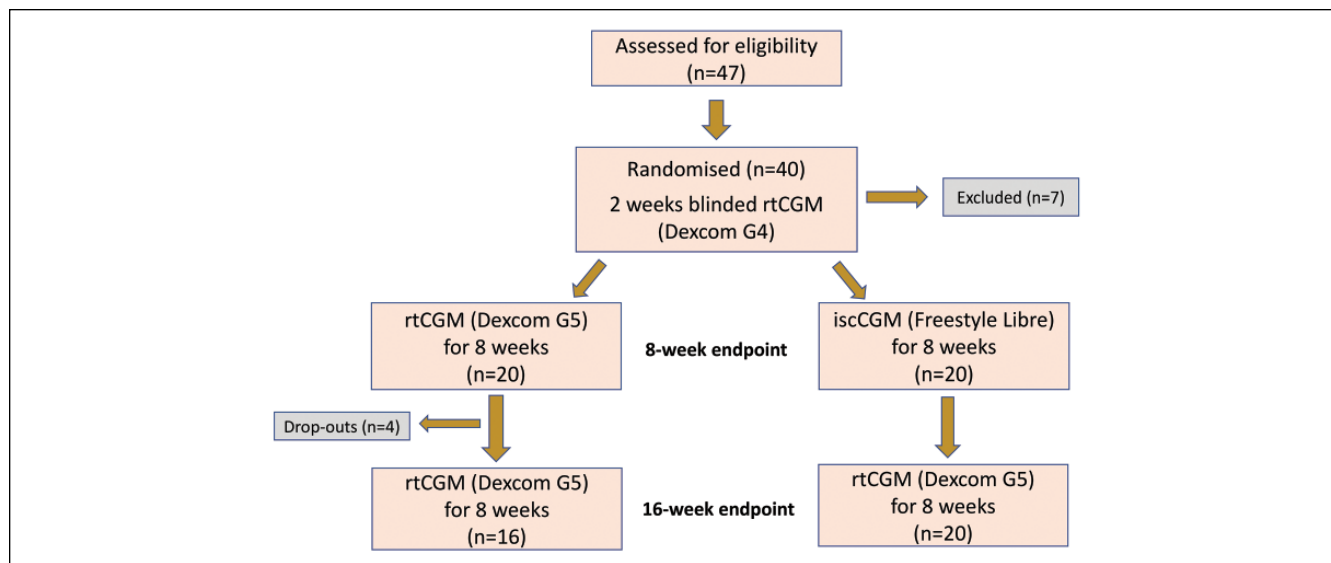 Assessed for eligibility
(n=47)
Randomised (n=40)
2 weeks blinded rtCGM
(Dexcom G4)
Excluded (n=7)
rtCGM (Dexcom G5)
for 8 weeks
(n=20)
8-week endpoint
iscCGM (Freestyle Libre)
for 8 weeks
(n=20)
Drop-outs (n=4)
rtCGM (Dexcom G5)
for 8 weeks
(n=16)
16-week endpoint
rtCGM (Dexcom G5)
for 8 weeks
(n=20)